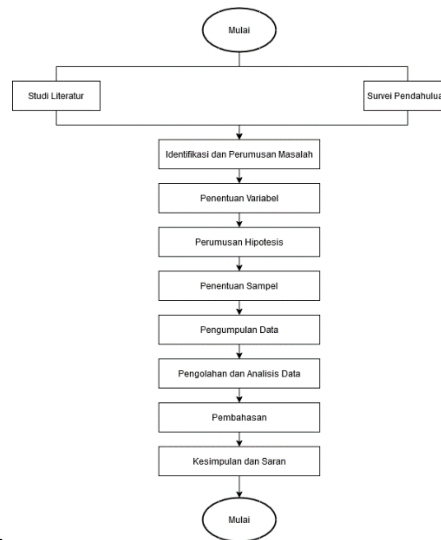 Mulai
Studi Literatur
Survei Pendahulua
Identifikasi dan Perumusan Masalah
Penentuan Variabel
Perumusan Hipotesis
Penentuan Sampel
Pengumpulan Data
Pengolahan dan Analisis Data
Pembahasan
Kesimpulan dan Saran
Mulai